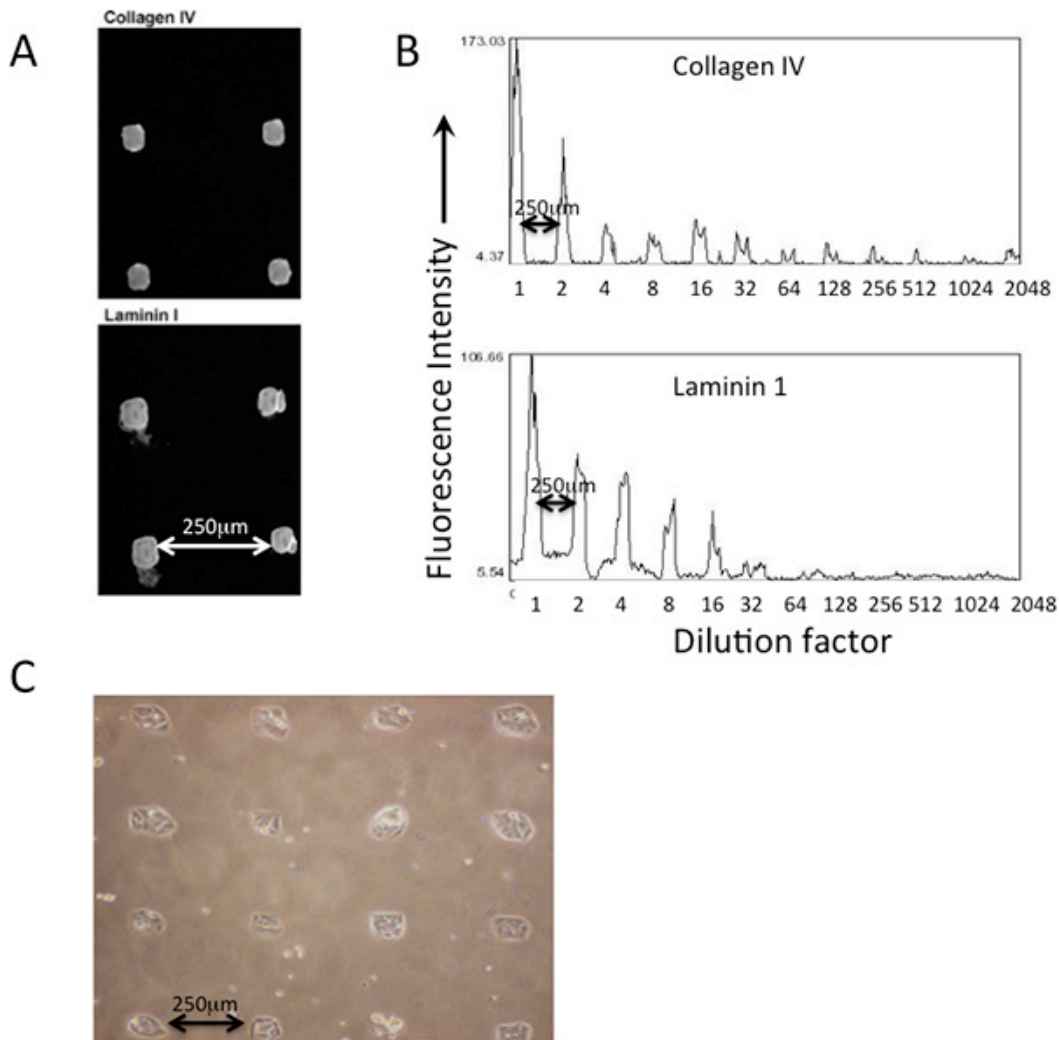 A
Collagen IV
Laminin I
250μm
B
Fluorescence Intensity
173.03
Collagen IV
250μm
4.37
1 2 4 8 16 32 64 128 256 512 1024 2048
106.66
Laminin 1
250μm
5.54
1 2 4 8 16 32 64 128 256 512 1024 2048
Dilution factor
C
250μm